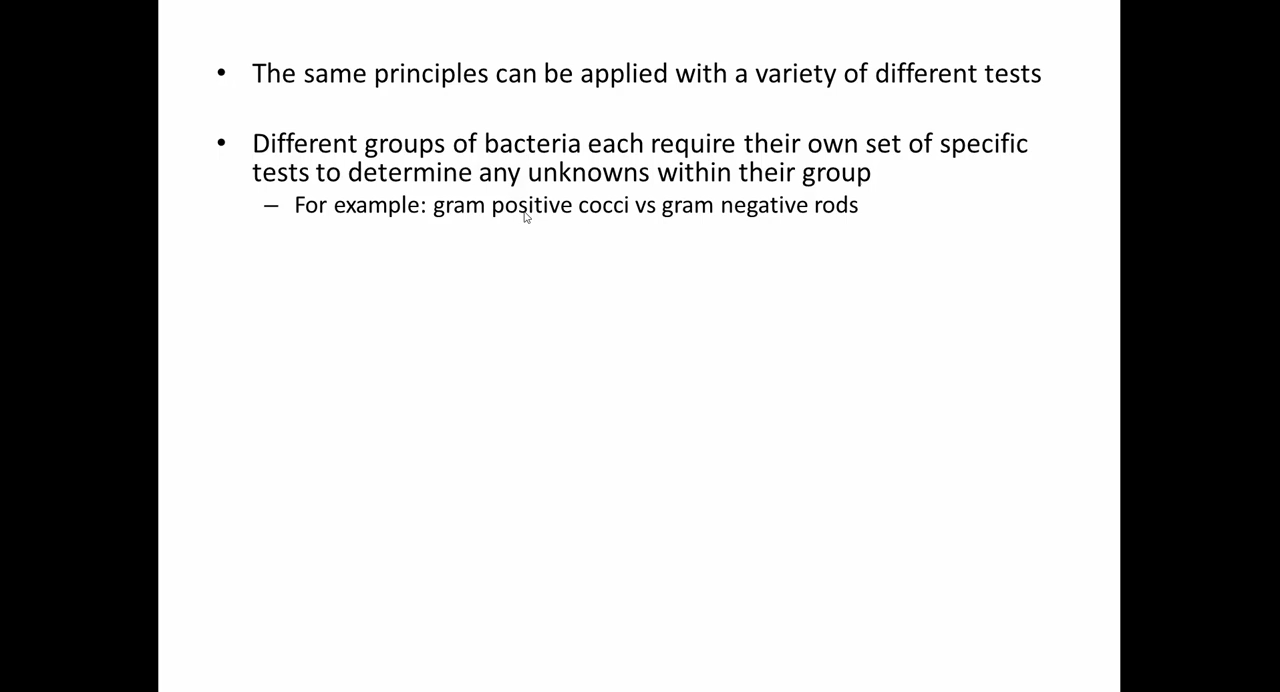 • The same principles can be applied with a variety of different tests
• Different groups of bacteria each require their own set of specific
tests to determine any unknowns within their group
– For example: gram positive cocci vs gram negative rods